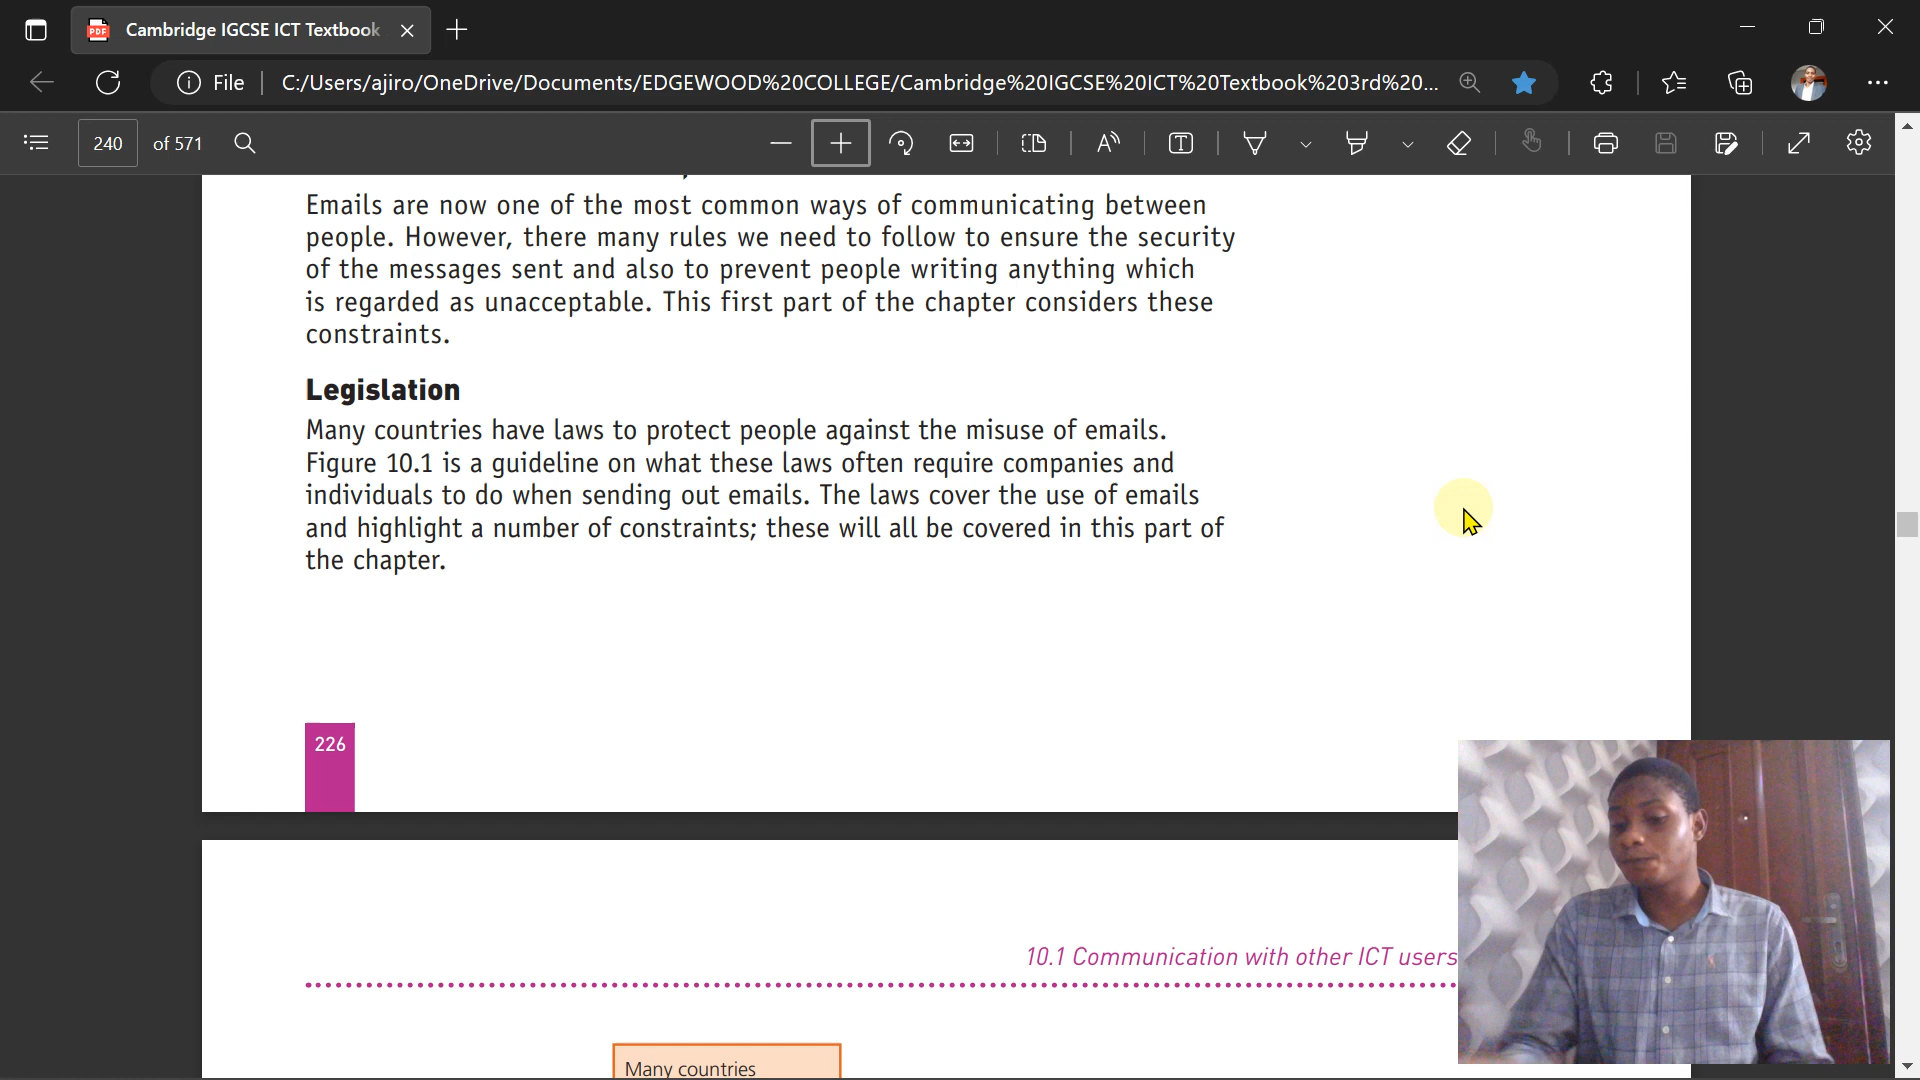 Cambridge IGCSE ICT Textbook
File
C:/Users/ajiro/OneDrive/Documents/EDGEWOOD%20COLLEGE/Cambridge%20IGCSE%20ICT%20Textbook%203rd%20...
240 of 571
Emails are now one of the most common ways of communicating between
people. However, there many rules we need to follow to ensure the security
of the messages sent and also to prevent people writing anything which
is regarded as unacceptable. This first part of the chapter considers these
constraints.
Legislation
Many countries have laws to protect people against the misuse of emails.
Figure 10.1 is a guideline on what these laws often require companies and
individuals to do when sending out emails. The laws cover the use of emails
and highlight a number of constraints; these will all be covered in this part of
the chapter.
226
10.1 Communication with other ICT users
Many countries